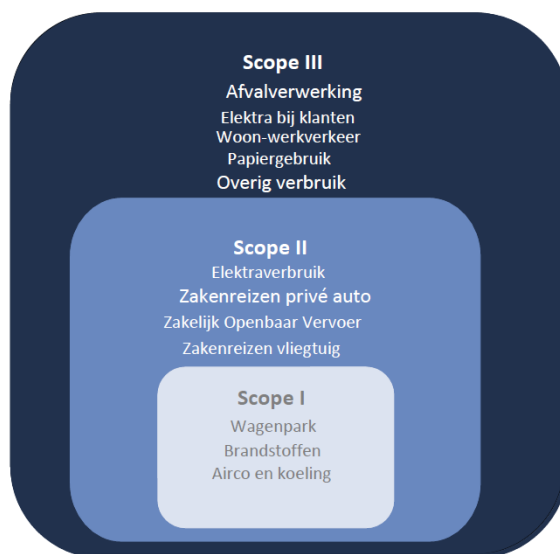 Scope III
Afvalverwerking
Elektra bij klanten
Woon-werkverkeer
Papiergebruik
Overig verbruik
Scope II
Elektraverbruik
Zakenreizen privé auto
Zakelijk Openbaar Vervoer
Zakenreizen vliegtuig
Scope I
Wagenpark
Brandstoffen
Airco en koeling